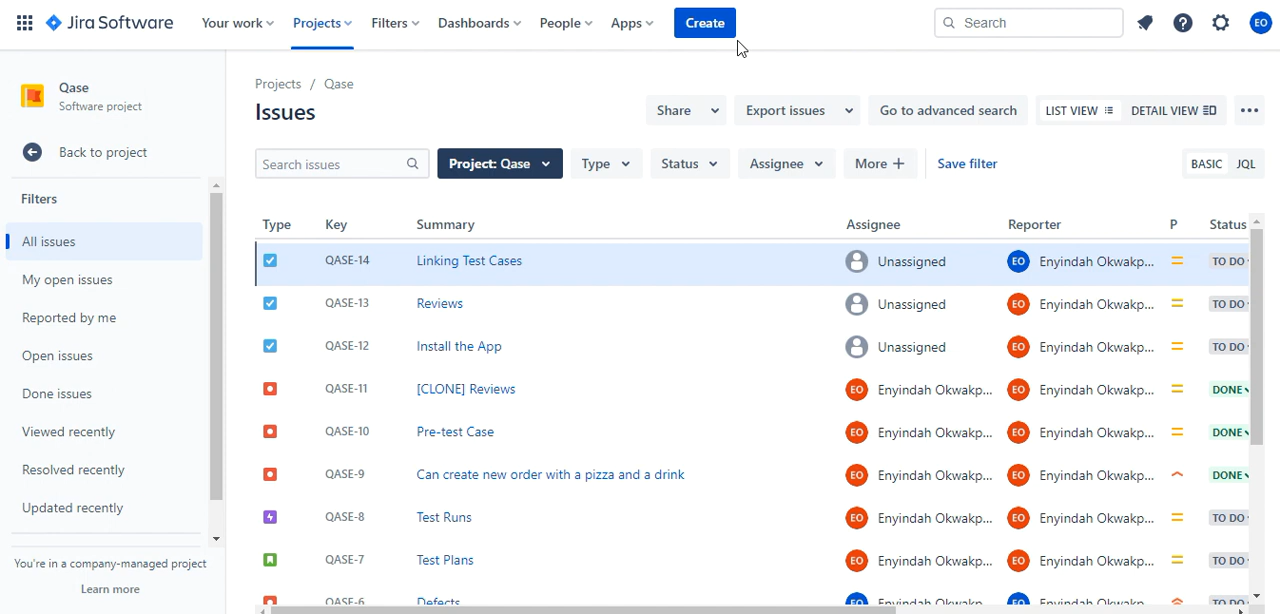 Jira Software Your work Projects Filters Dashboards People Apps Create Search EO
Qase
Software project
Back to project
Filters
All issues
My open issues
Reported by me
Open issues
Done issues
Viewed recently
Resolved recently
Updated recently
You're in a company-managed project
Learn more
Projects / Qase
Issues
Share Export issues Go to advanced search LIST VIEW DETAIL VIEW
Search issues Project: Qase Type Status Assignee More Save filter BASIC JQL
Type Key Summary Assignee Reporter P Status
QASE-14 Linking Test Cases Unassigned EO Enyindah Okwakp... TO DO
QASE-13 Reviews Unassigned EO Enyindah Okwakp... TO DO
QASE-12 Install the App Unassigned EO Enyindah Okwakp... TO DO
QASE-11 [CLONE] Reviews EO Enyindah Okwakp... EO Enyindah Okwakp... DONE
QASE-10 Pre-test Case EO Enyindah Okwakp... EO Enyindah Okwakp... DONE
QASE-9 Can create new order with a pizza and a drink EO Enyindah Okwakp... EO Enyindah Okwakp... DONE
QASE-8 Test Runs EO Enyindah Okwakp... EO Enyindah Okwakp... TO DO
QASE-7 Test Plans EO Enyindah Okwakp... EO Enyindah Okwakp... TO DO
QASE-6 Defects EO Enyindah Okwakp... EO Enyindah Okwakp... TO DO